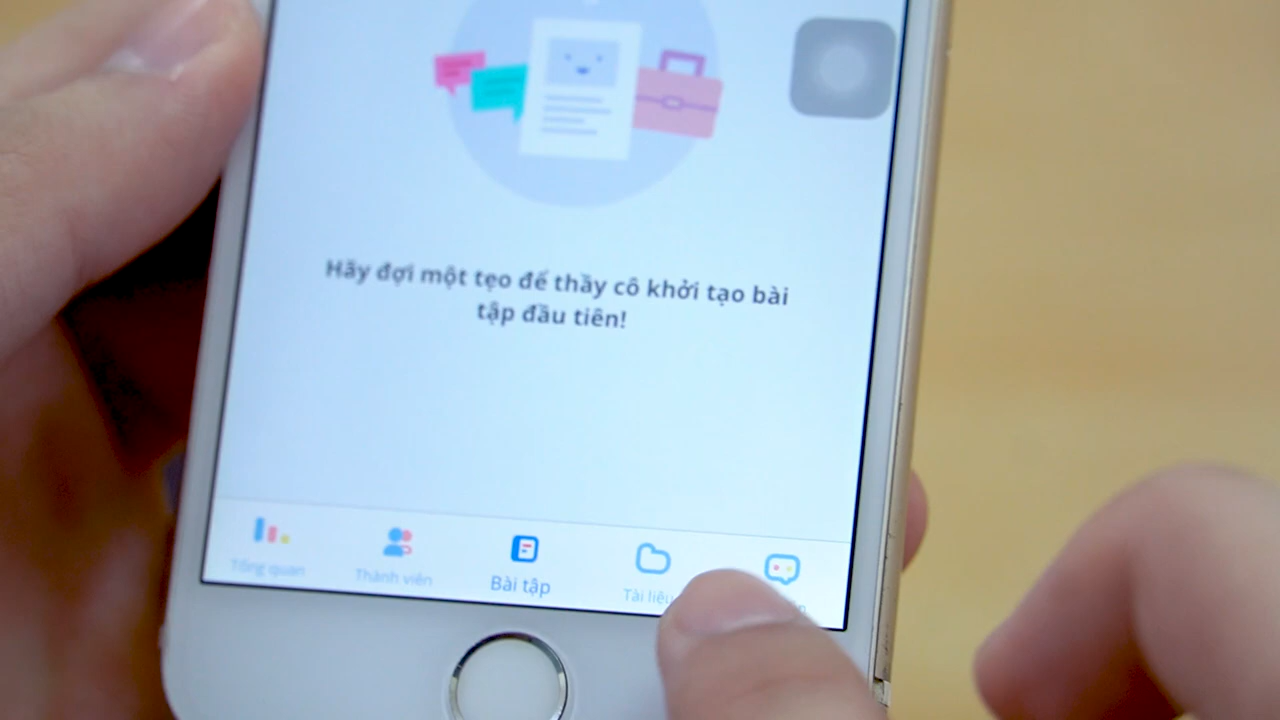 Hãy đợi một tẹo để thầy cô khởi tạo bài
tập đầu tiên!
Tổng quan
Thành viên
Bài tập
Tài liệu